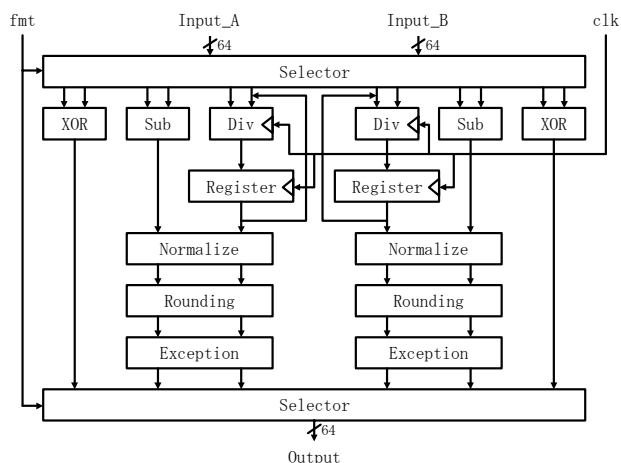 fmt Input_A Input_B clk
64 64
Selector
XOR Sub Div Div Sub XOR
Register Register
Normalize Normalize
Rounding Rounding
Exception Exception
Selector
64
Output